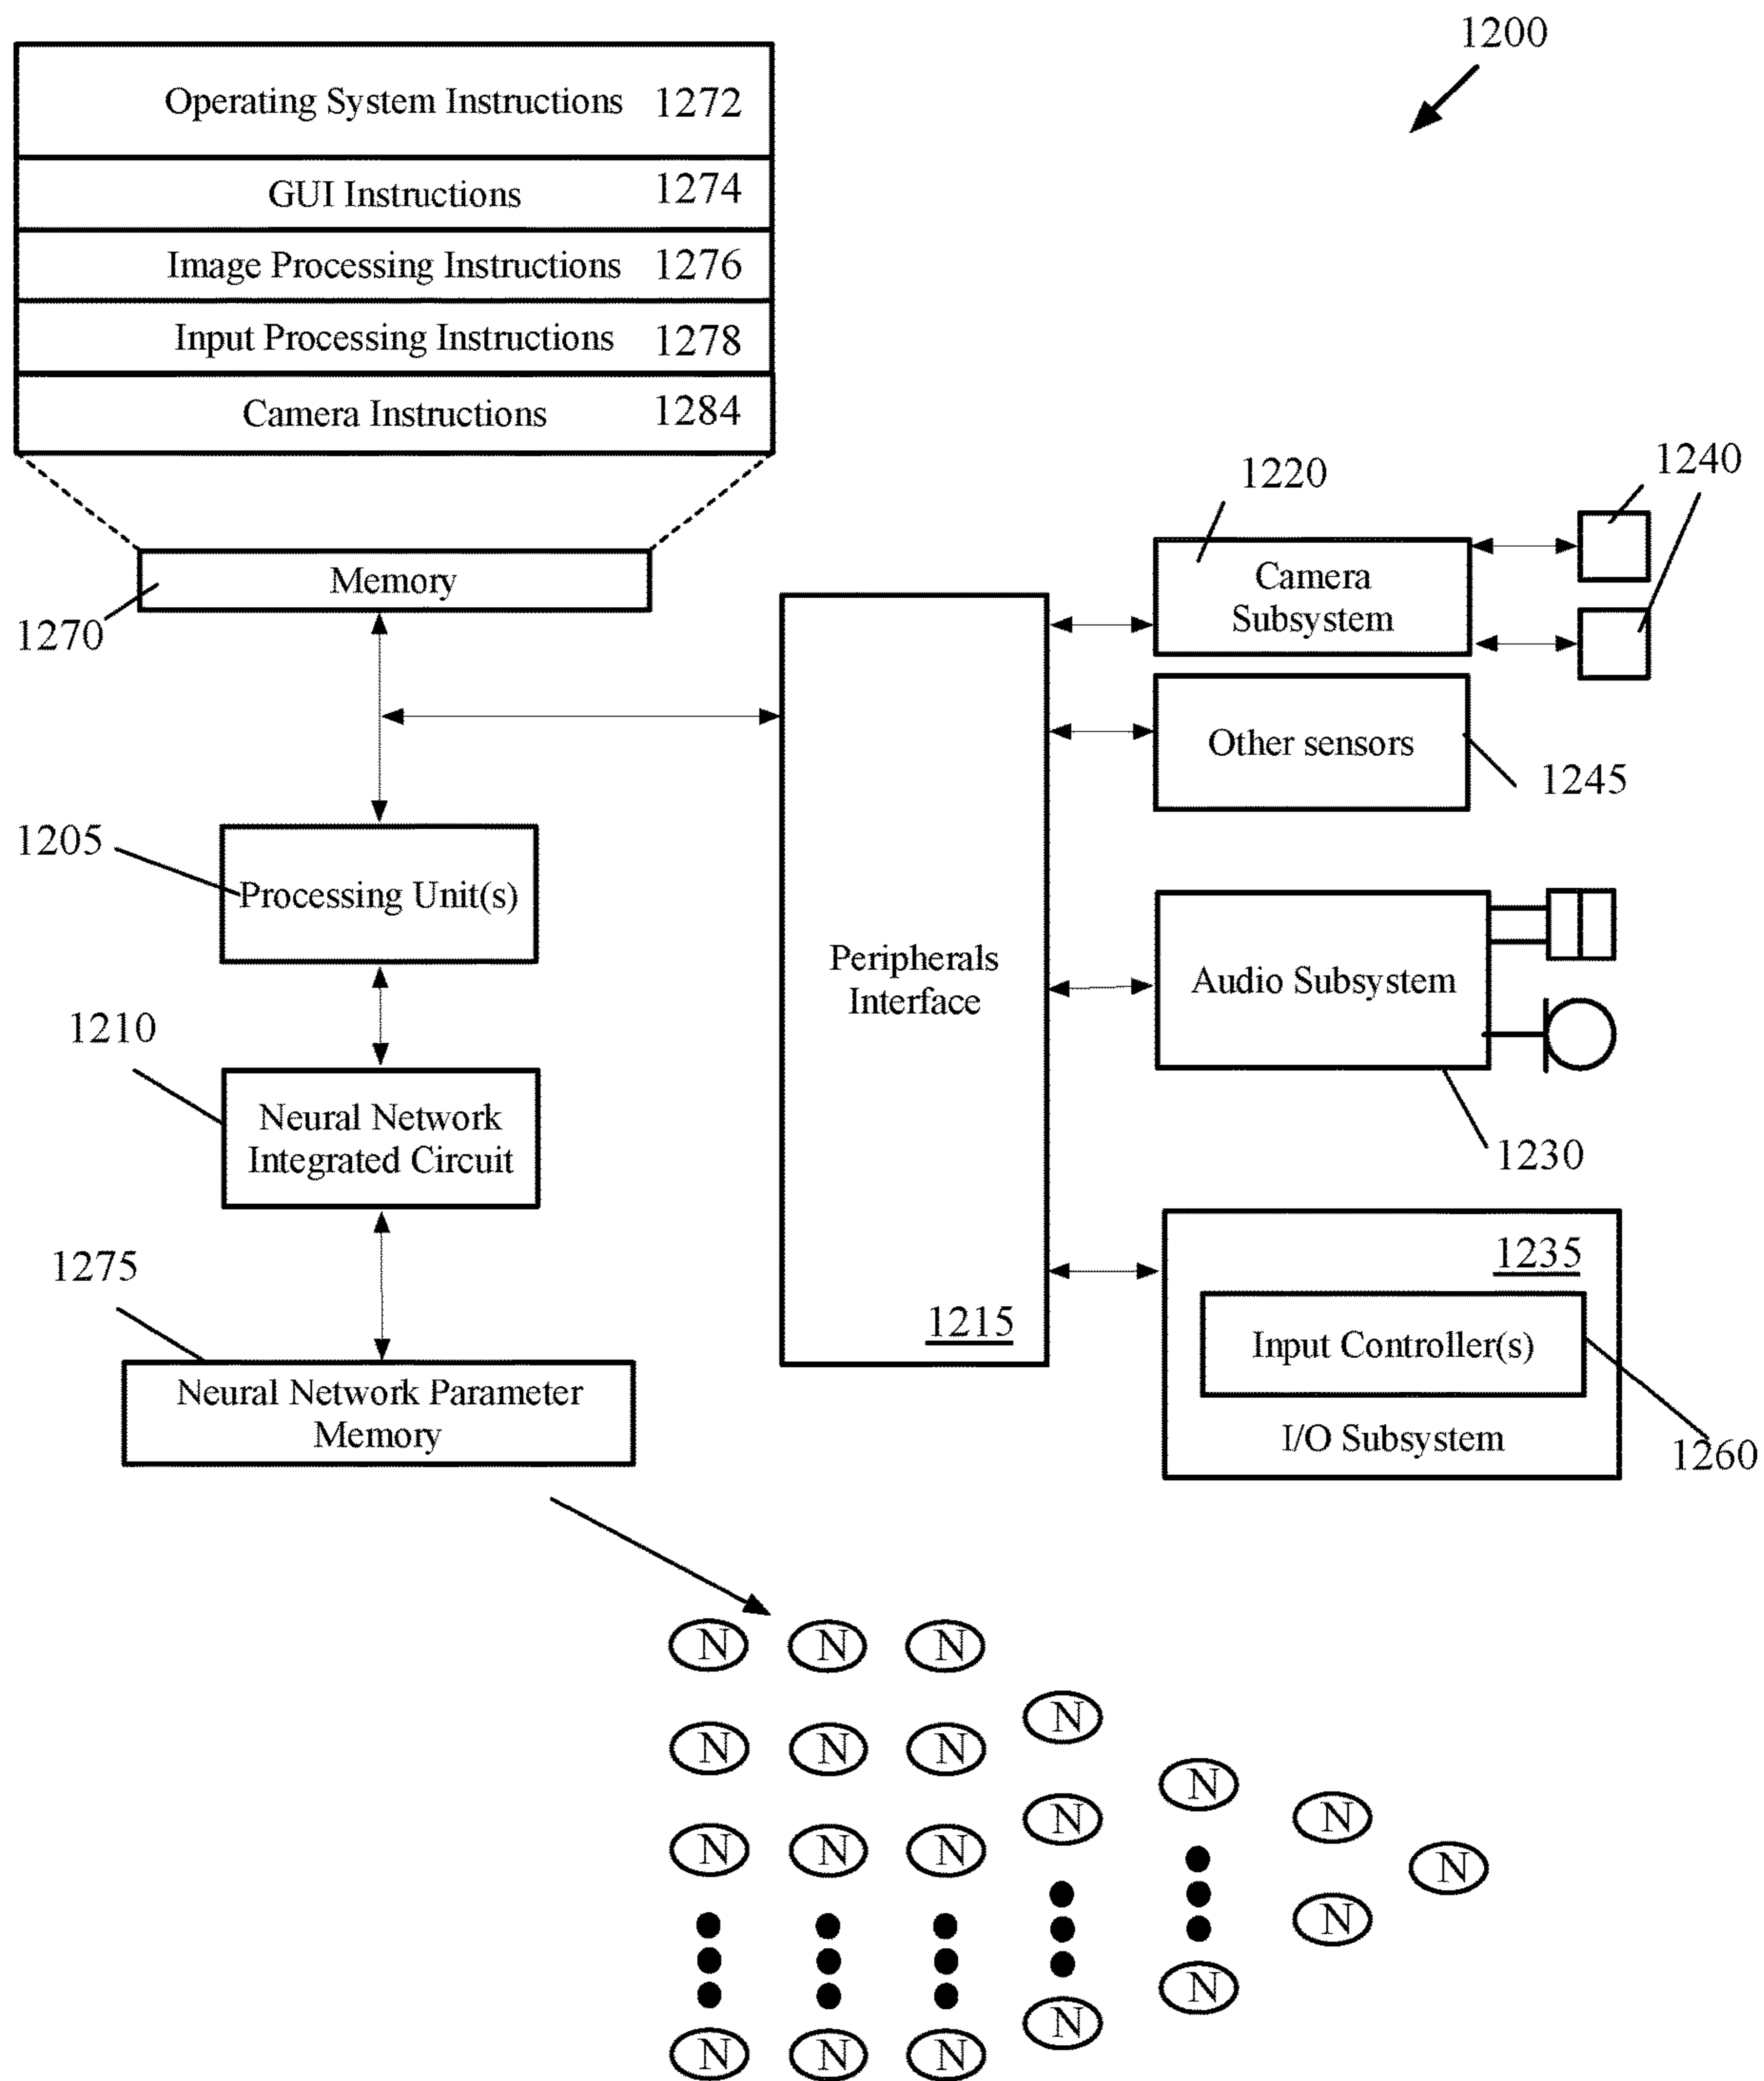 1200
Operating System Instructions 1272
GUI Instructions 1274
Image Processing Instructions 1276
Input Processing Instructions 1278
Camera Instructions 1284
Memory
1270
1220
1240
Camera
Subsystem
Other sensors
1245
1205
Processing Unit(s)
Peripherals
Interface
1215
Audio Subsystem
1230
1210
Neural Network
Integrated Circuit
1275
Neural Network Parameter
Memory
1235
Input Controller(s)
I/O Subsystem
1260
N N N
N
N N N
N
N
N
N N N
N
N
N
N
N
N N N